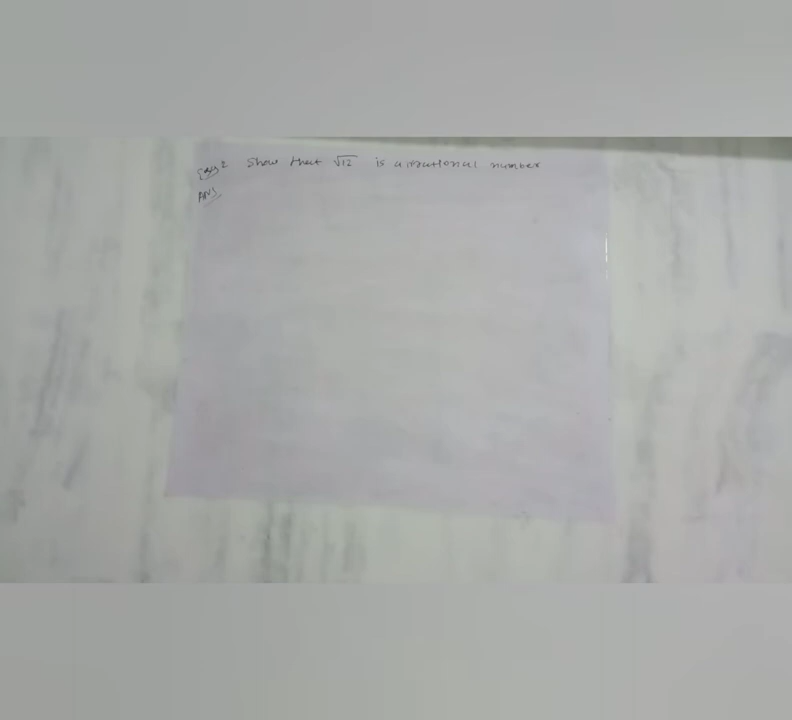 Show that √12 is a irrational number
Ans